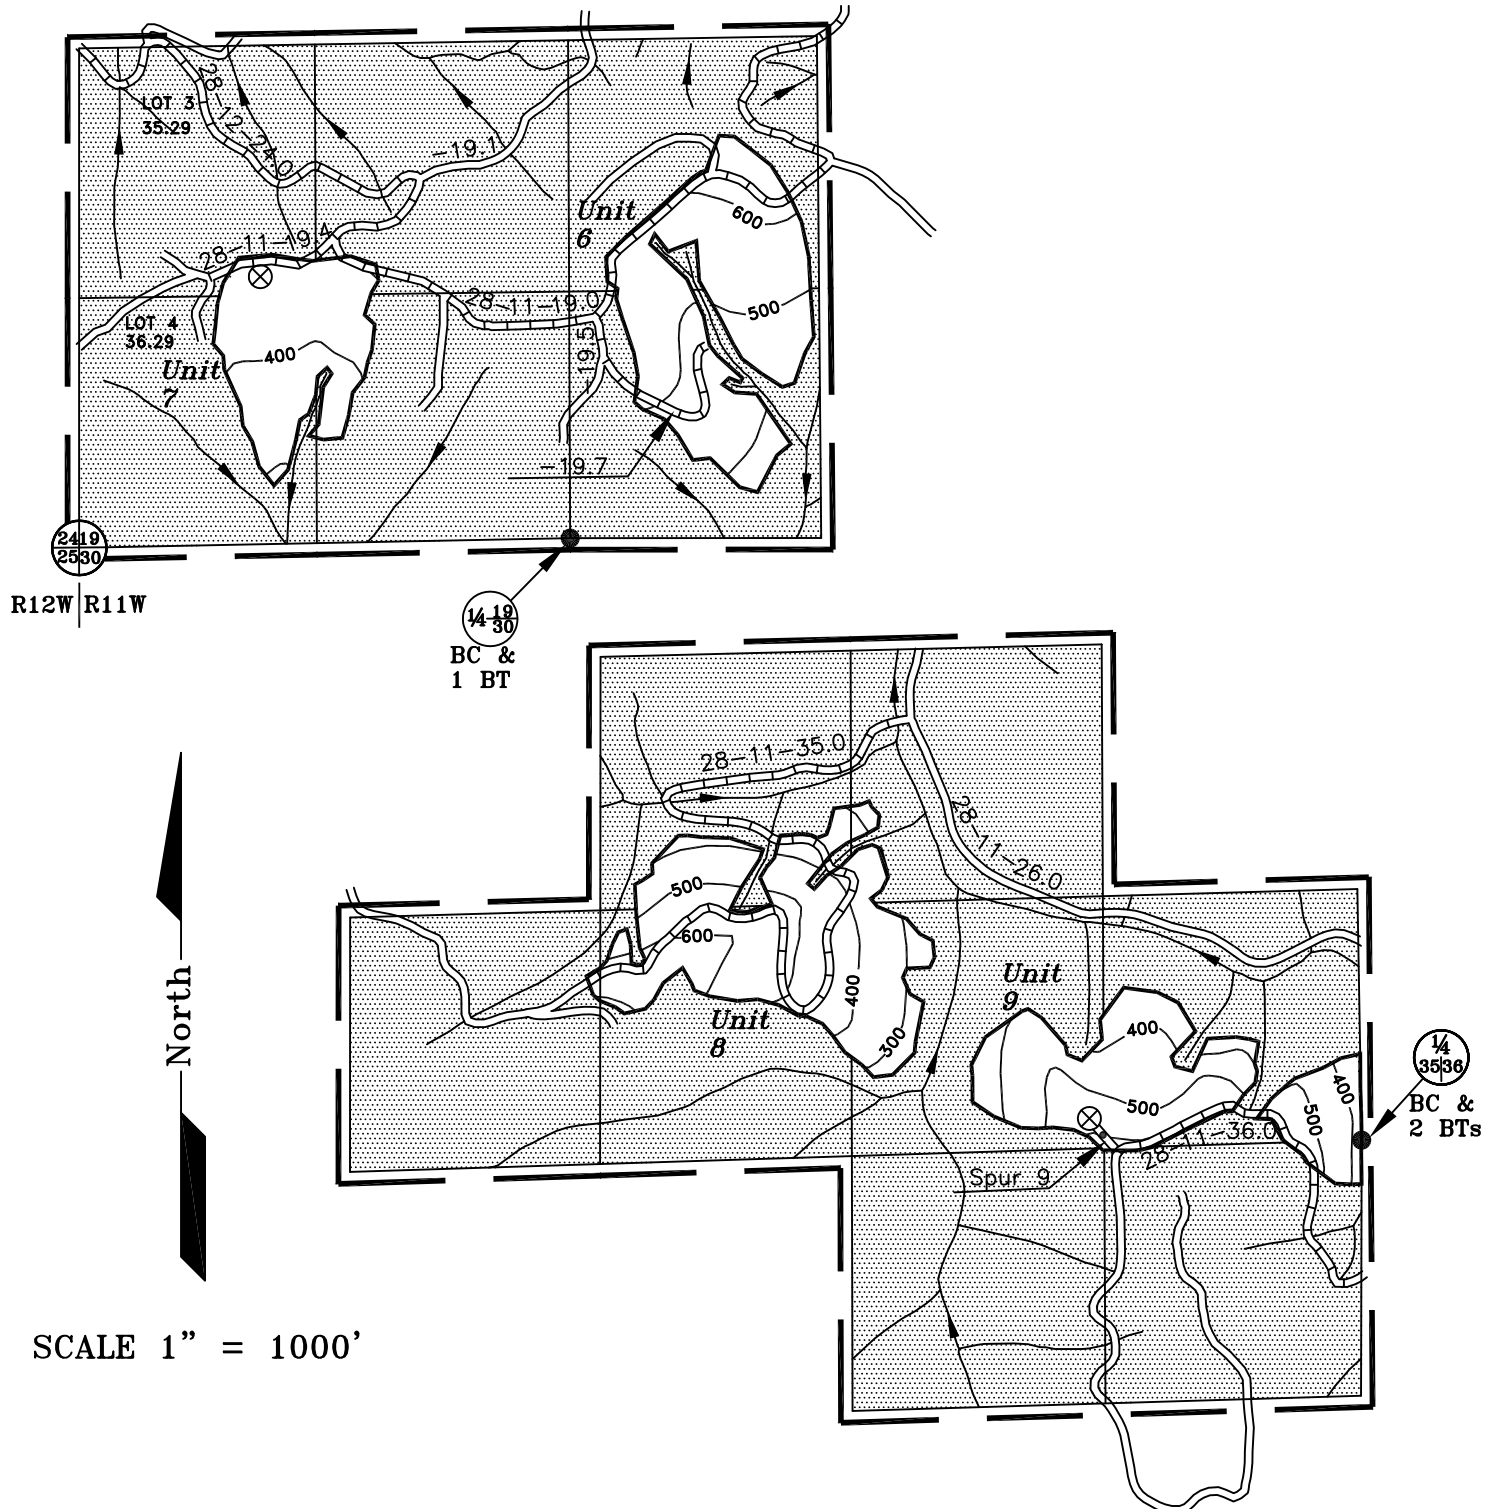 LOT 3
35.29
28-12-24.0
-19.1
Unit
6
600
28-11-19.4
28-11-19.0
500
LOT 4
36.29
-19.5
400
Unit
7
-19.7
24 19
25 30
R12W R11W
1/4 19
30
BC &
1 BT
28-11-35.0
28-11-26.0
500
600
Unit
9
400
Unit
8
300
400
North
1/4
35 36
400
500
500
BC &
2 BTs
28-11-36.0
Spur 9
SCALE 1" = 1000'